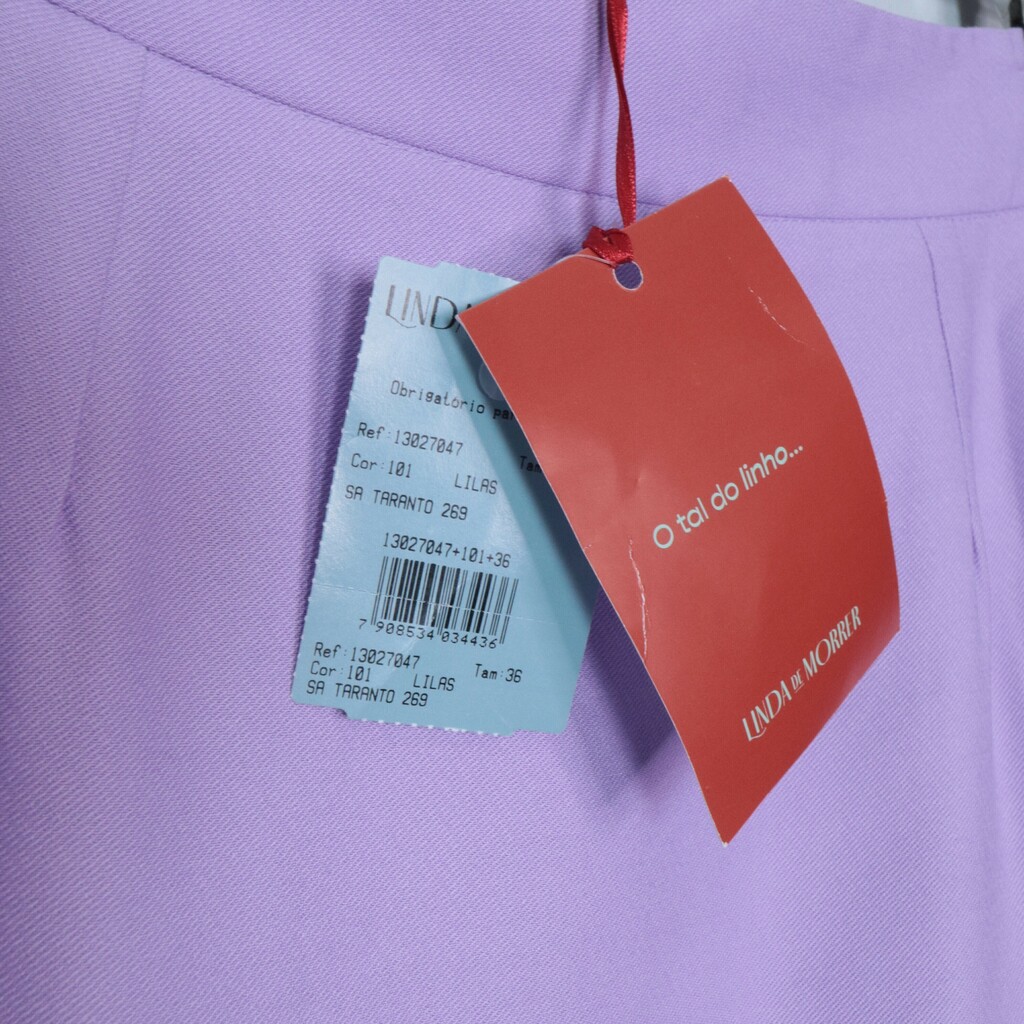 LINDA
Obrigatório
Ref:13027047
Cor:101 LILAS Tam
SA TARANTO 269
13027047+101+36
7 908534 034436
Ref:13027047 Tam:36
Cor:101 LILAS
SA TARANTO 269
O tal do linho...
LINDA DE MORRER